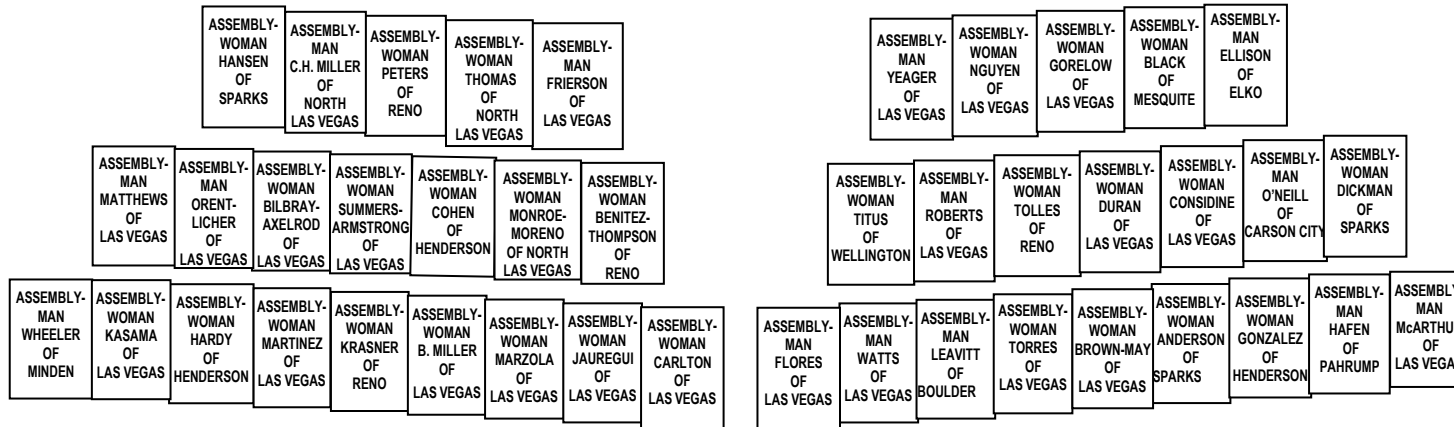 ASSEMBLY-
WOMAN
HANSEN
OF
SPARKS
ASSEMBLY-
MAN
C.H. MILLER
OF
NORTH
LAS VEGAS
ASSEMBLY-
WOMAN
PETERS
OF
RENO
ASSEMBLY-
WOMAN
THOMAS
OF
NORTH
LAS VEGAS
ASSEMBLY-
MAN
FRIERSON
OF
LAS VEGAS
ASSEMBLY-
MAN
YEAGER
OF
LAS VEGAS
ASSEMBLY-
WOMAN
NGUYEN
OF
LAS VEGAS
ASSEMBLY-
WOMAN
GORELOW
OF
LAS VEGAS
ASSEMBLY-
WOMAN
BLACK
OF
MESQUITE
ASSEMBLY-
MAN
ELLISON
OF
ELKO
ASSEMBLY-
MAN
MATTHEWS
OF
LAS VEGAS
ASSEMBLY-
MAN
ORENT-
LICHER
OF
LAS VEGAS
ASSEMBLY-
WOMAN
BILBRAY-
AXELROD
OF
LAS VEGAS
ASSEMBLY-
WOMAN
SUMMERS-
ARMSTRONG
OF
LAS VEGAS
ASSEMBLY-
WOMAN
COHEN
OF
HENDERSON
ASSEMBLY-
WOMAN
MONROE-
MORENO
OF NORTH
LAS VEGAS
ASSEMBLY-
WOMAN
BENITEZ-
THOMPSON
OF
RENO
ASSEMBLY-
WOMAN
TITUS
OF
WELLINGTON
ASSEMBLY-
MAN
ROBERTS
OF
LAS VEGAS
ASSEMBLY-
WOMAN
TOLLES
OF
RENO
ASSEMBLY-
WOMAN
DURAN
OF
LAS VEGAS
ASSEMBLY-
WOMAN
CONSIDINE
OF
LAS VEGAS
ASSEMBLY-
MAN
O'NEILL
OF
CARSON CITY
ASSEMBLY-
WOMAN
DICKMAN
OF
SPARKS
ASSEMBLY-
MAN
WHEELER
OF
MINDEN
ASSEMBLY-
WOMAN
KASAMA
OF
LAS VEGAS
ASSEMBLY-
WOMAN
HARDY
OF
HENDERSON
ASSEMBLY-
WOMAN
MARTINEZ
OF
LAS VEGAS
ASSEMBLY-
WOMAN
KRASNER
OF
RENO
ASSEMBLY-
WOMAN
B. MILLER
OF
LAS VEGAS
ASSEMBLY-
WOMAN
MARZOLA
OF
LAS VEGAS
ASSEMBLY-
WOMAN
JAUREGUI
OF
LAS VEGAS
ASSEMBLY-
WOMAN
CARLTON
OF
LAS VEGAS
ASSEMBLY-
MAN
FLORES
OF
LAS VEGAS
ASSEMBLY-
MAN
WATTS
OF
LAS VEGAS
ASSEMBLY-
MAN
LEAVITT
OF
BOULDER
ASSEMBLY-
WOMAN
TORRES
OF
LAS VEGAS
ASSEMBLY-
WOMAN
BROWN-MAY
OF
LAS VEGAS
ASSEMBLY-
WOMAN
ANDERSON
OF
SPARKS
ASSEMBLY-
WOMAN
GONZALEZ
OF
HENDERSON
ASSEMBLY-
MAN
HAFEN
OF
PAHRUMP
ASSEMBLY
MAN
McARTHU
OF
LAS VEGA